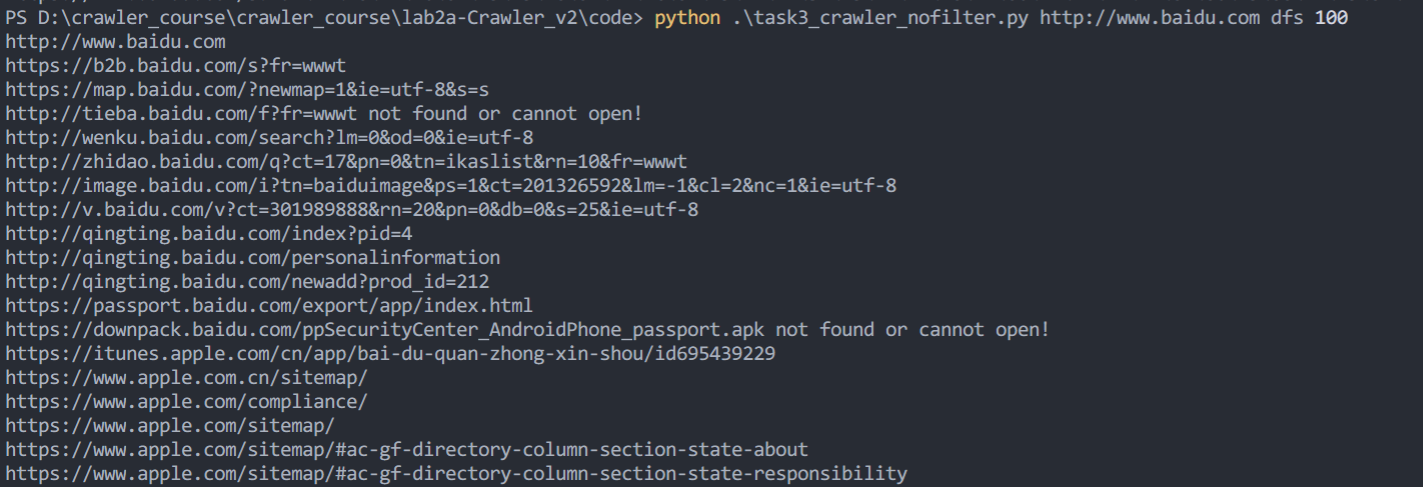 PS D:\crawler_course\crawler_course\lab2a-Crawler_v2\code> python .\task3_crawler_nofilter.py http://www.baidu.com dfs 100
http://www.baidu.com
https://b2b.baidu.com/s?fr=wwwt
https://map.baidu.com/?newmap=1&ie=utf-8&s=s
http://tieba.baidu.com/f?fr=wwwt not found or cannot open!
http://wenku.baidu.com/search?lm=0&od=0&ie=utf-8
http://zhidao.baidu.com/q?ct=17&pn=0&tn=ikaslist&rn=10&fr=wwwt
http://image.baidu.com/i?tn=baiduimage&ps=1&ct=201326592&lm=-1&cl=2&nc=1&ie=utf-8
http://v.baidu.com/v?ct=301989888&rn=20&pn=0&db=0&s=25&ie=utf-8
http://qingting.baidu.com/index?pid=4
http://qingting.baidu.com/personalinformation
http://qingting.baidu.com/newadd?prod_id=212
https://passport.baidu.com/export/app/index.html
https://downpack.baidu.com/ppSecurityCenter_AndroidPhone_passport.apk not found or cannot open!
https://itunes.apple.com/cn/app/bai-du-quan-zhong-xin-shou/id695439229
https://www.apple.com.cn/sitemap/
https://www.apple.com/compliance/
https://www.apple.com/sitemap/
https://www.apple.com/sitemap/#ac-gf-directory-column-section-state-about
https://www.apple.com/sitemap/#ac-gf-directory-column-section-state-responsibility